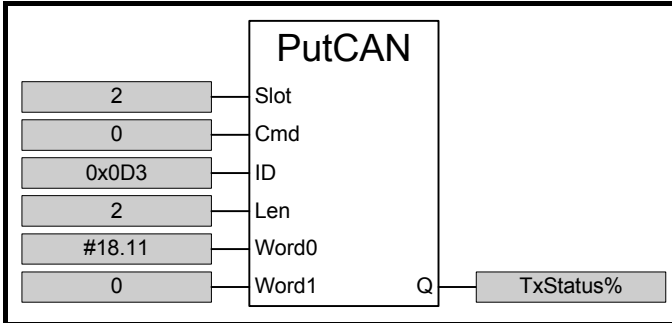 PutCAN
2 Slot
0 Cmd
0x0D3 ID
2 Len
#18.11 Word0
0 Word1 Q TxStatus%